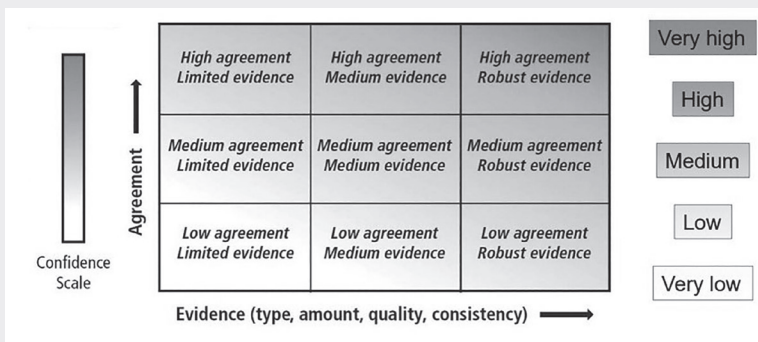 High agreement
Limited evidence
High agreement
Medium evidence
High agreement
Robust evidence
Medium agreement
Limited evidence
Medium agreement
Medium evidence
Medium agreement
Robust evidence
Low agreement
Limited evidence
Low agreement
Medium evidence
Low agreement
Robust evidence
Agreement
Evidence (type, amount, quality, consistency)
Confidence
Scale
Very high
High
Medium
Low
Very low